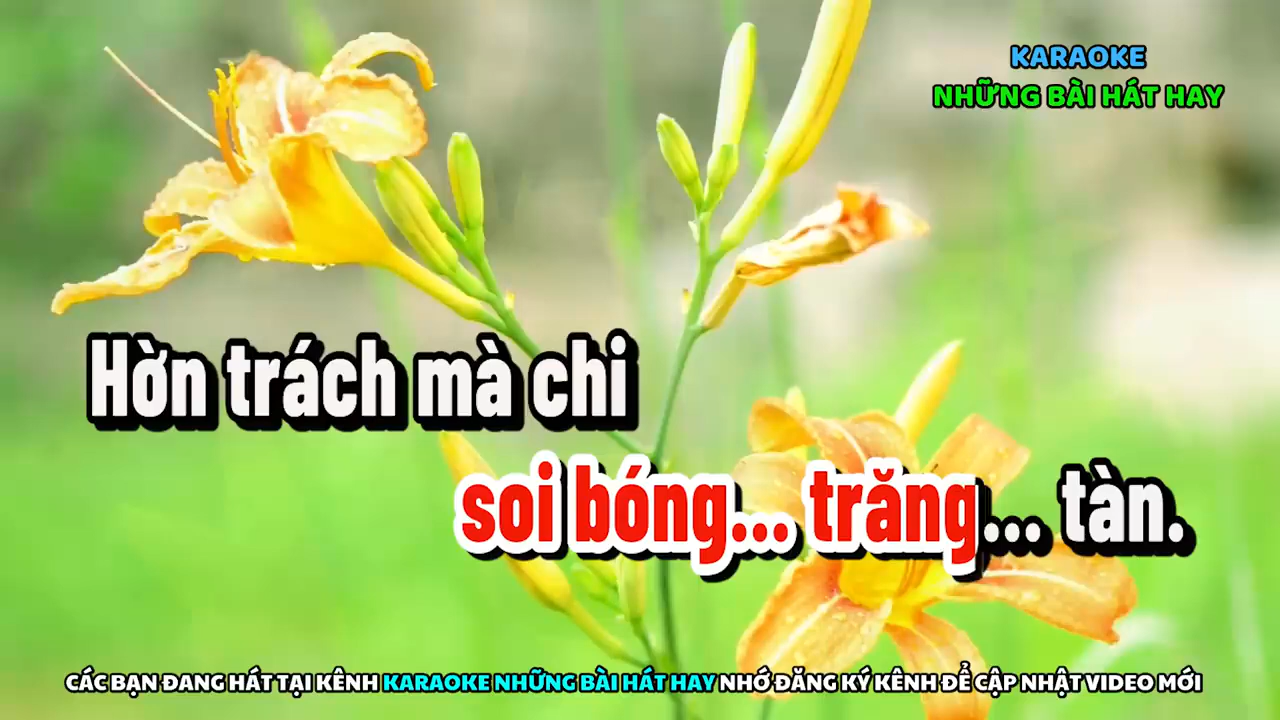 KARAOKE
NHỮNG BÀI HÁT HAY
Hờn trách mà chi
soi bóng... trăng... tàn.
CÁC BẠN ĐANG HÁT TẠI KÊNH KARAOKE NHỮNG BÀI HÁT HAY NHỚ ĐĂNG KÝ KÊNH ĐỂ CẬP NHẬT VIDEO MỚI